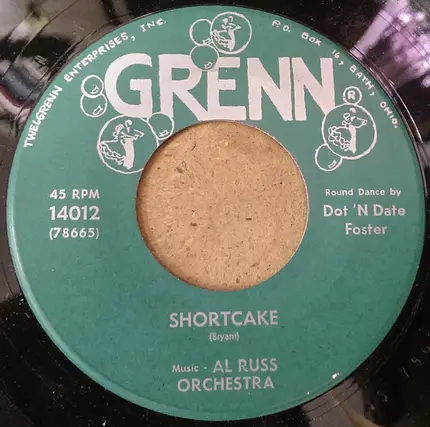 TWELGRENN ENTERPRISES, INC. P.O. BOX 16, BATH, OHIO.
GRENN ®
45 RPM
14012
(78665)
Round Dance by
Dot 'N Date
Foster
SHORTCAKE
(Bryant)
Music · AL RUSS
ORCHESTRA